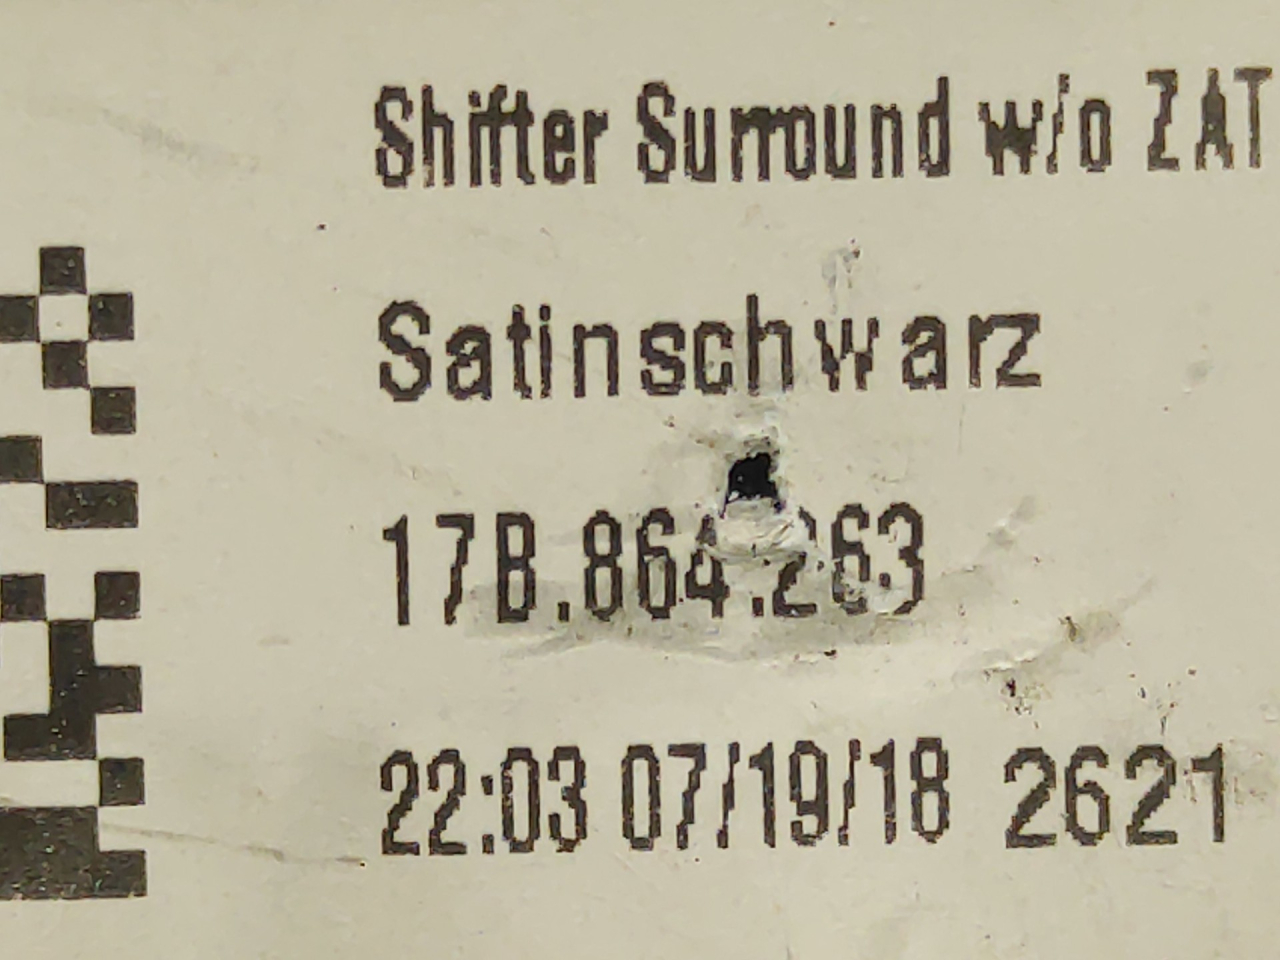 Shifter Surround w/o ZAT
Satinschwarz
17B.864.263
22:03 07/19/18 2621